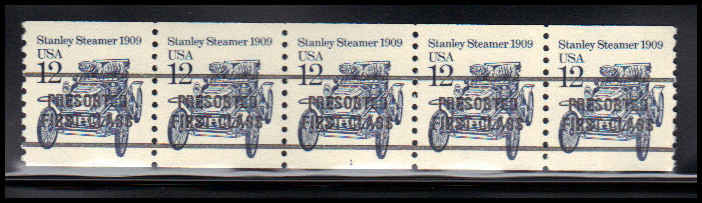 Stanley Steamer 1909 Stanley Steamer 1909 Stanley Steamer 1909 Stanley Steamer 1909 Stanley Steamer 1909
USA USA USA USA USA
12 12 12 12 12
PRESORTED PRESORTED PRESORTED PRESORTED PRESORTED
FIRST-CLASS FIRST-CLASS FIRST-CLASS FIRST-CLASS FIRST-CLASS